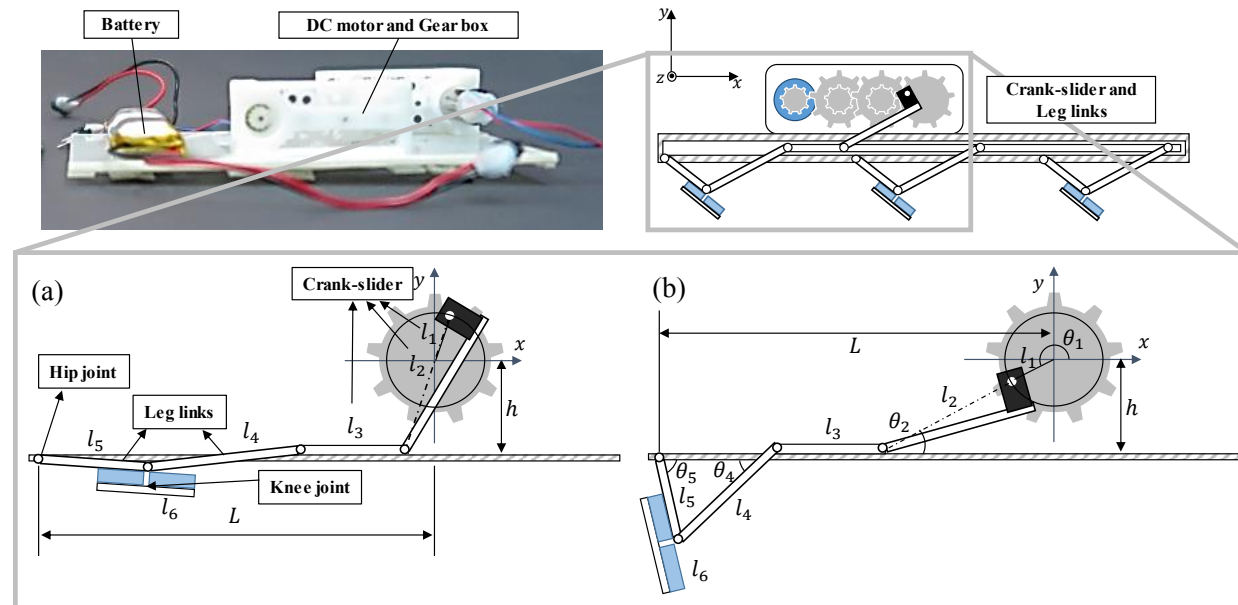 Battery
DC motor and Gear box
y
z
x
Crank-slider and
Leg links
(a)
Crank-slider
y
x
l₁
l₂
Hip joint
Leg links
l₅
l₄
l₃
h
Knee joint
l₆
L
(b)
y
x
L
θ₁
l₁
l₂
h
l₃
θ₂
θ₅
θ₄
l₅
l₄
l₆